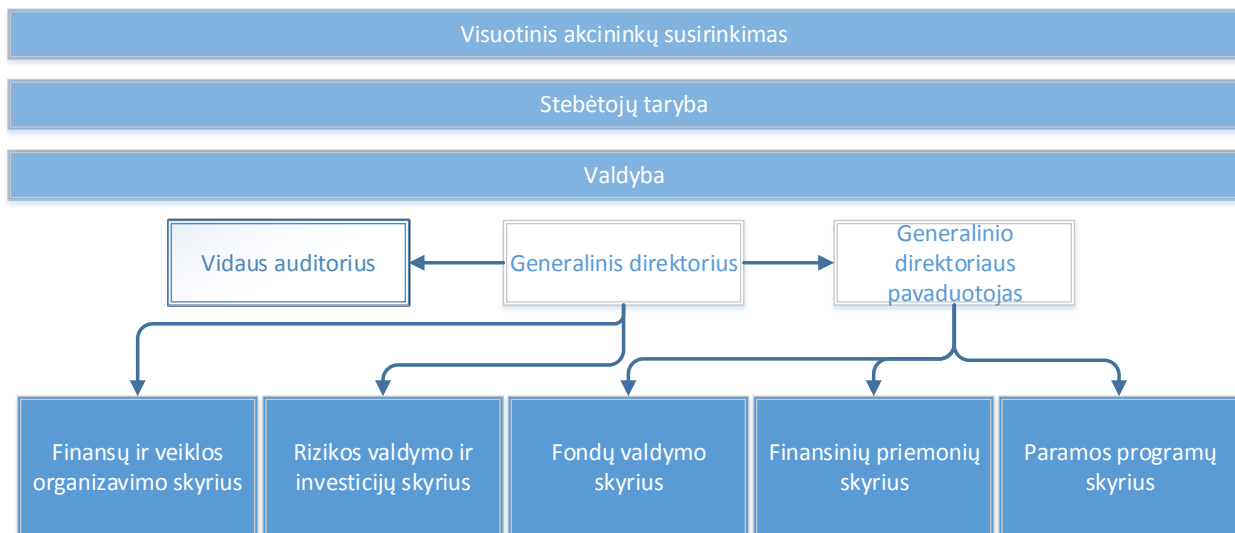 Visuotinis akcininkų susirinkimas
Stebėtojų taryba
Valdyba
Vidaus auditorius
Generalinis direktorius
Generalinio
direktoriaus
pavaduotojas
Finansų ir veiklos
organizavimo skyrius
Rizikos valdymo ir
investicijų skyrius
Fondų valdymo
skyrius
Finansinių priemonių
skyrius
Paramos programų
skyrius